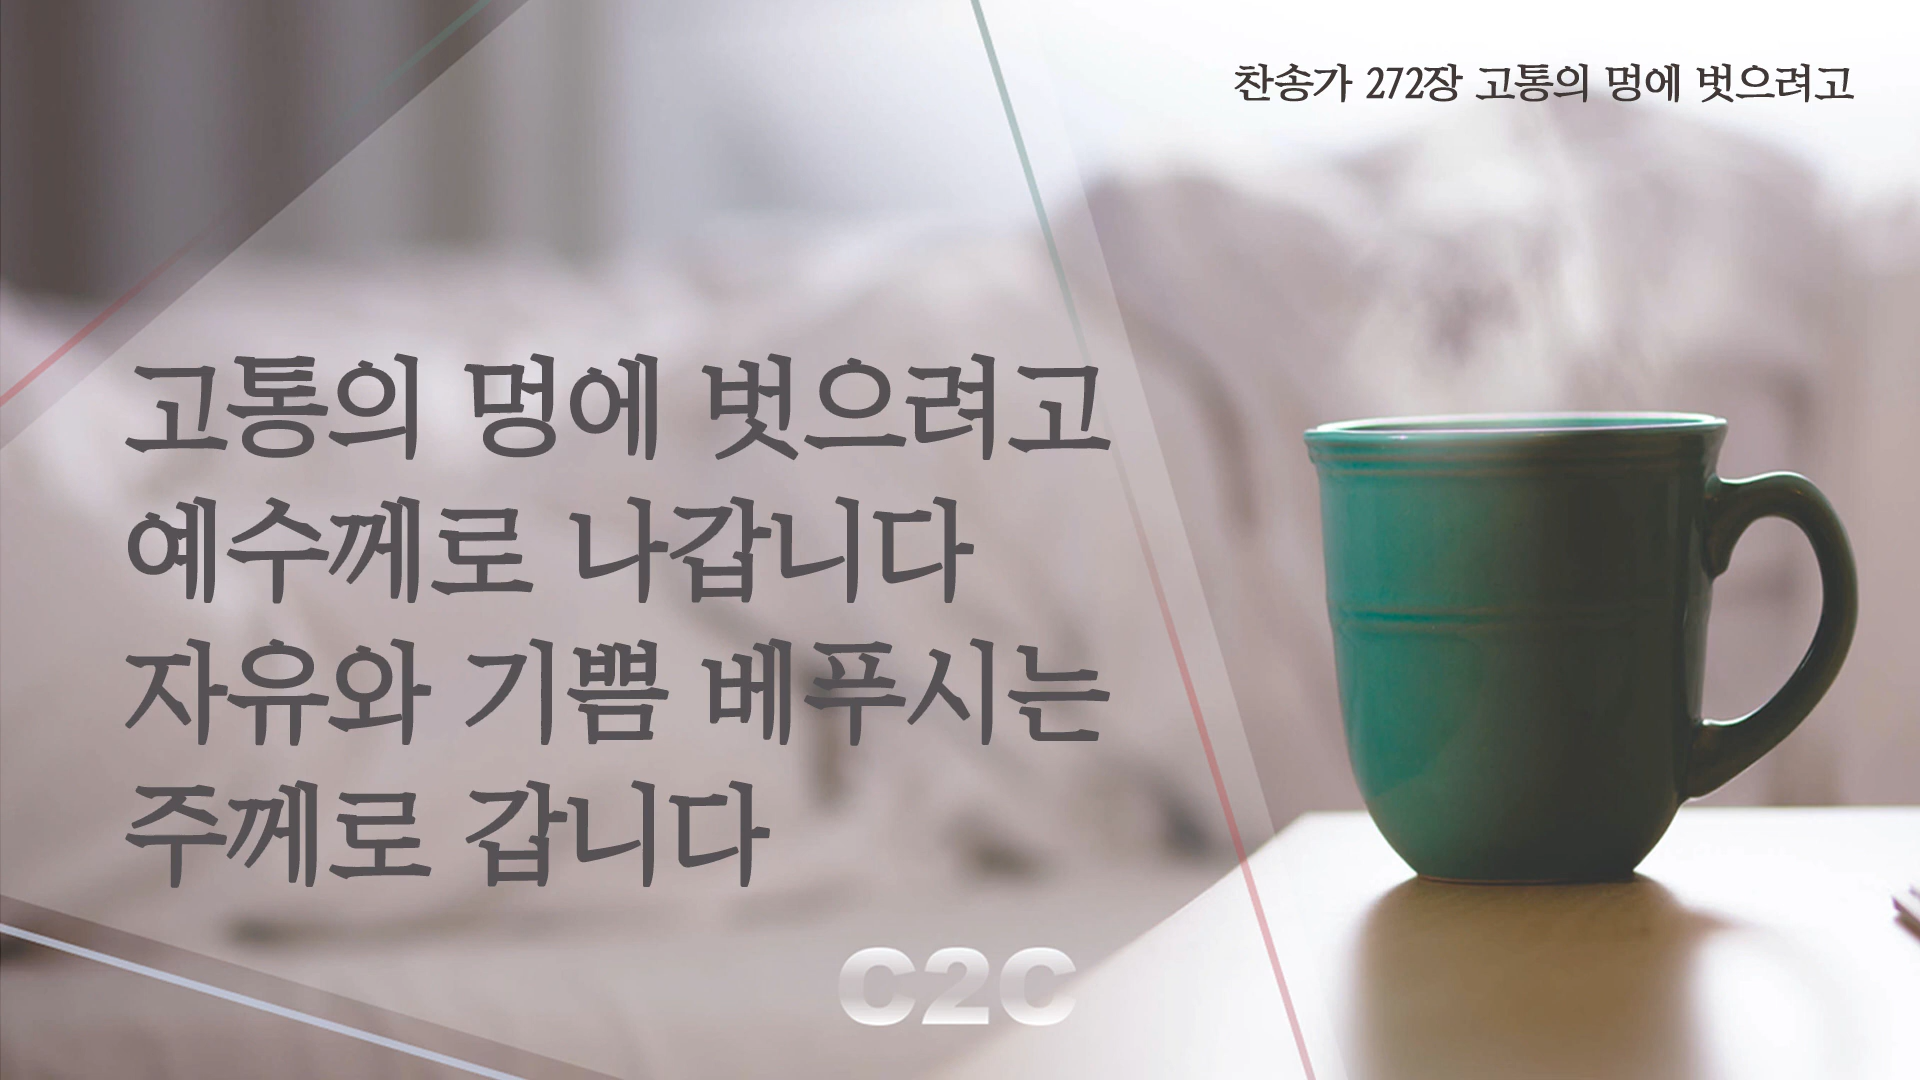 찬송가 272장 고통의 멍에 벗으려고
고통의 멍에 벗으려고
예수께로 나갑니다
자유와 기쁨 베푸시는
주께로 갑니다
C2C